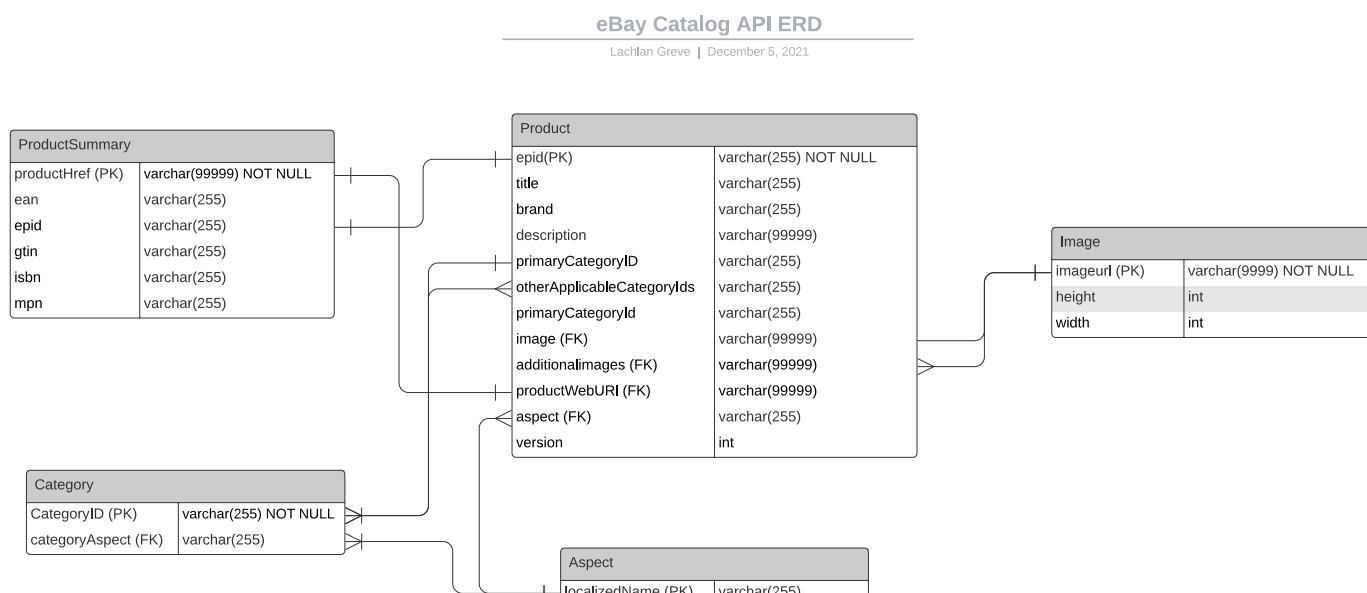 eBay Catalog API ERD
Lachlan Greve | December 5, 2021
ProductSummary
productHref (PK) varchar(99999) NOT NULL
ean varchar(255)
epid varchar(255)
gtin varchar(255)
isbn varchar(255)
mpn varchar(255)
Product
epid(PK) varchar(255) NOT NULL
title varchar(255)
brand varchar(255)
description varchar(99999)
primaryCategoryID varchar(255)
otherApplicableCategoryIds varchar(255)
primaryCategoryId varchar(255)
image (FK) varchar(99999)
additionalimages (FK) varchar(99999)
productWebURI (FK) varchar(99999)
aspect (FK) varchar(255)
version int
Image
imageurl (PK) varchar(9999) NOT NULL
height int
width int
Category
CategoryID (PK) varchar(255) NOT NULL
categoryAspect (FK) varchar(255)
Aspect
localizedName (PK) varchar(255)